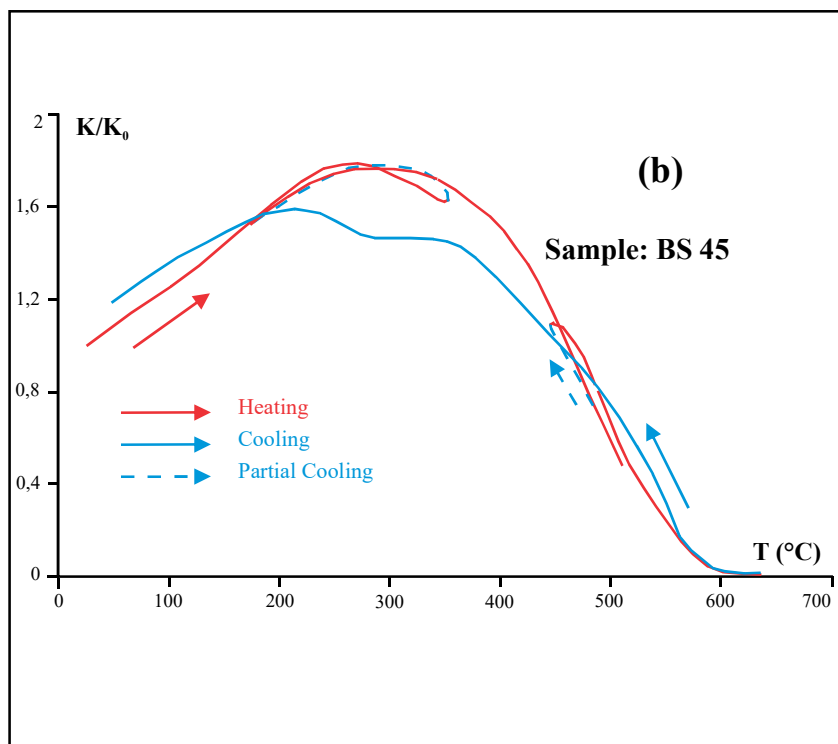 2
K/K₀
(b)
1,6
Sample: BS 45
1,2
0,8
Heating
Cooling
0,4
Partial Cooling
T (°C)
0
0 100 200 300 400 500 600 700